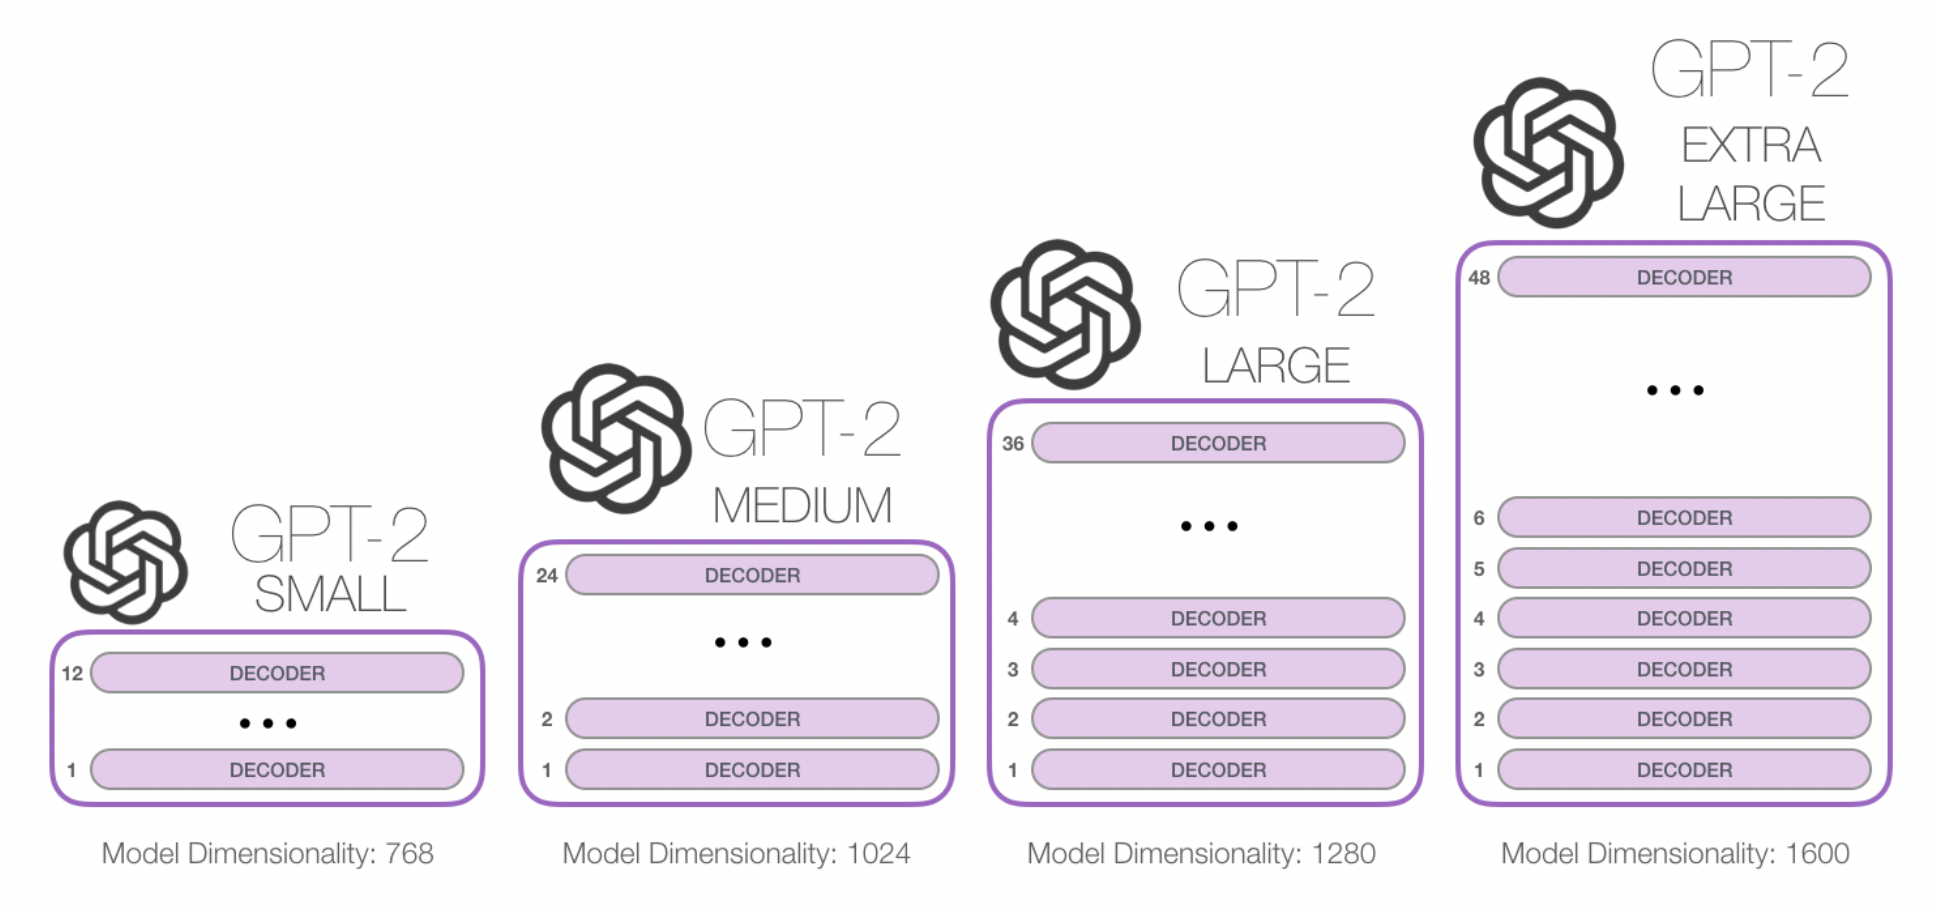 GPT-2
SMALL
12 DECODER
...
1 DECODER
Model Dimensionality: 768
GPT-2
MEDIUM
24 DECODER
...
2 DECODER
1 DECODER
Model Dimensionality: 1024
GPT-2
LARGE
36 DECODER
...
4 DECODER
3 DECODER
2 DECODER
1 DECODER
Model Dimensionality: 1280
GPT-2
EXTRA
LARGE
48 DECODER
...
6 DECODER
5 DECODER
4 DECODER
3 DECODER
2 DECODER
1 DECODER
Model Dimensionality: 1600